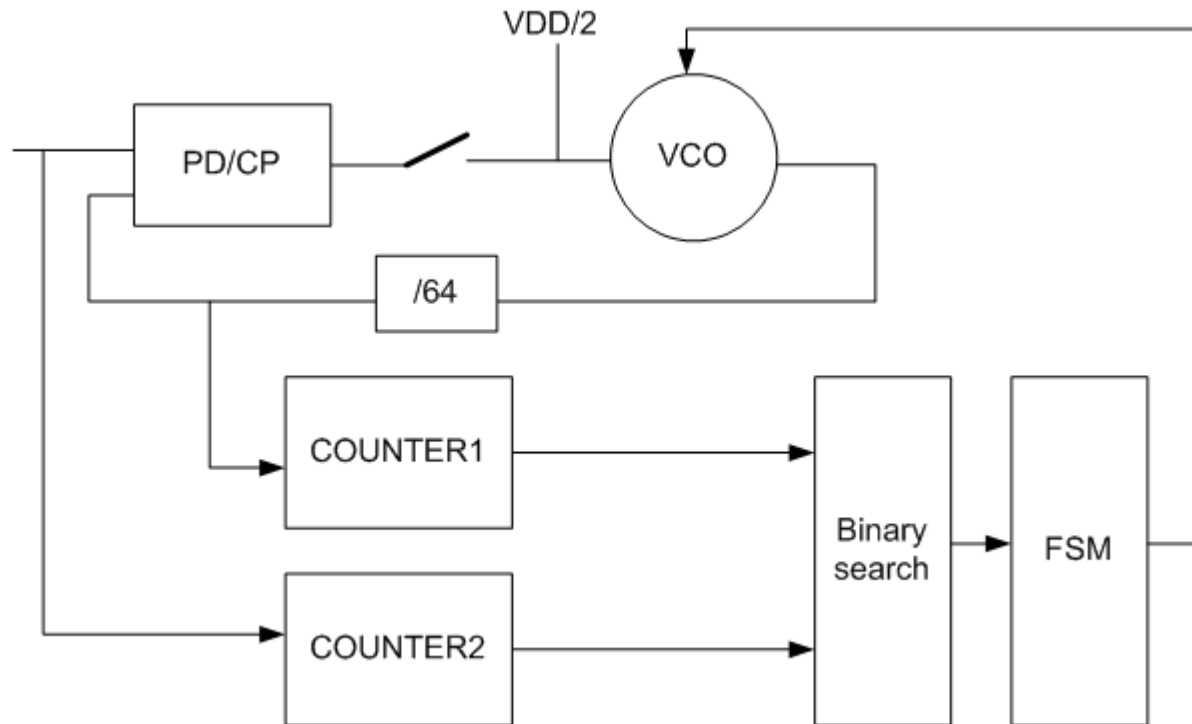 VDD/2
PD/CP
VCO
/64
COUNTER1
Binary
search
FSM
COUNTER2